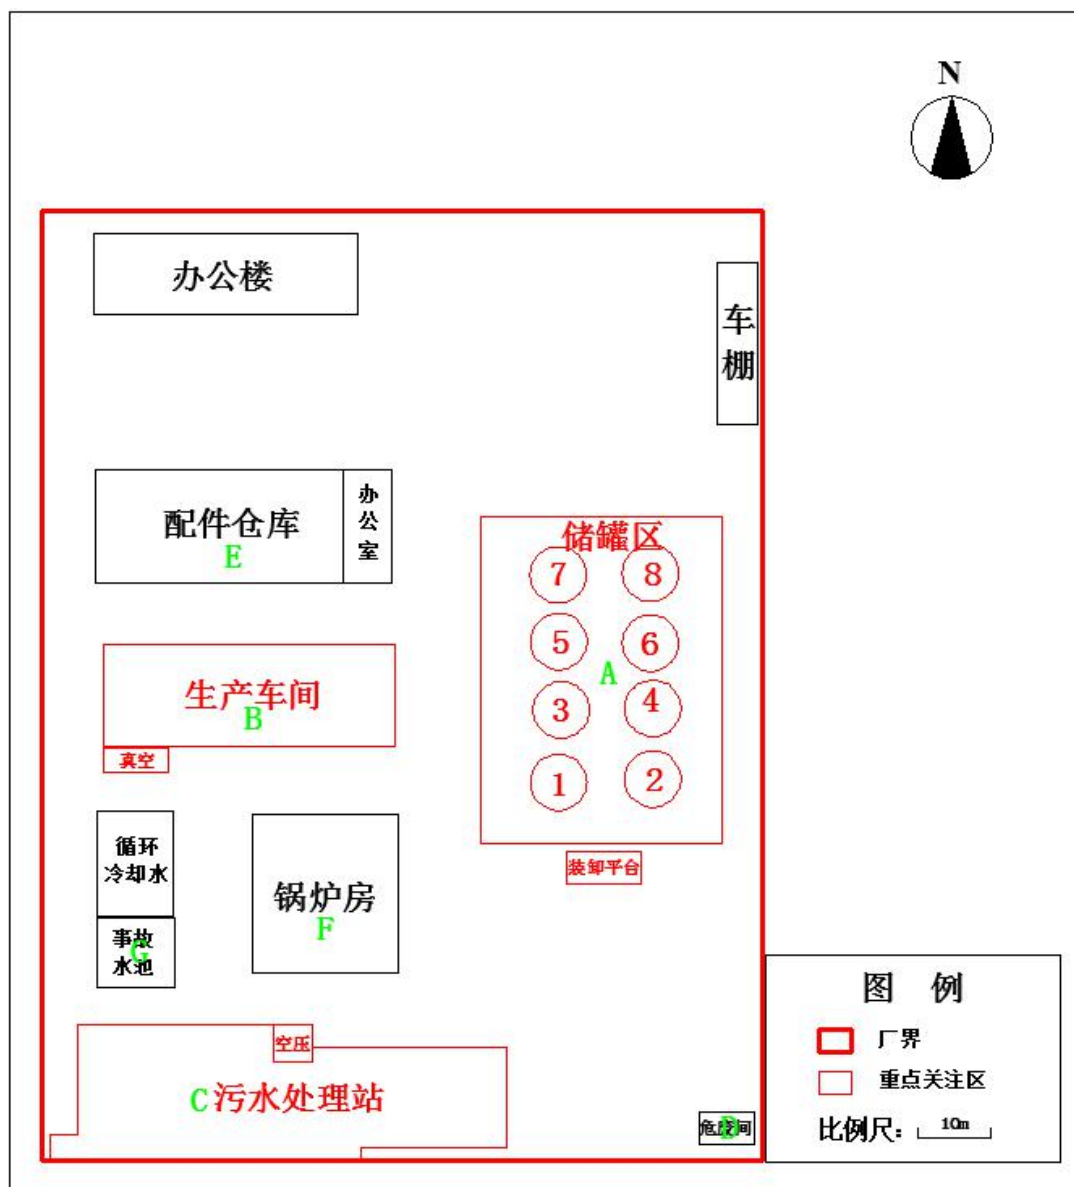 N
办公楼
车
棚
配件仓库
E
办
公
室
储罐区
7
8
5
6
A
3
4
1
2
生产车间
B
真空
循环
冷却水
锅炉房
F
装卸平台
事故
水池
G
空压
C污水处理站
危废间
D
图 例
厂界
重点关注区
比例尺：
10m